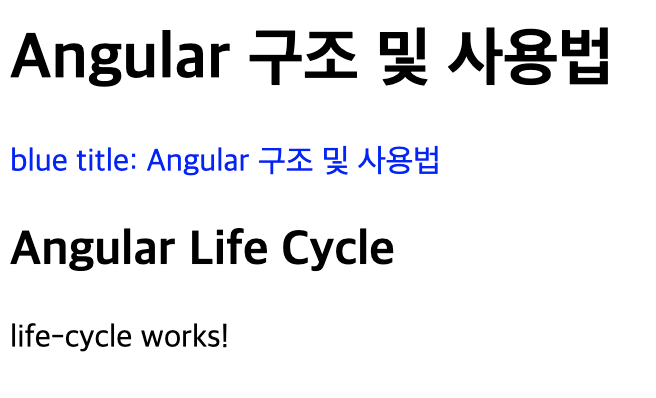 Angular 구조 및 사용법
blue title: Angular 구조 및 사용법
Angular Life Cycle
life-cycle works!